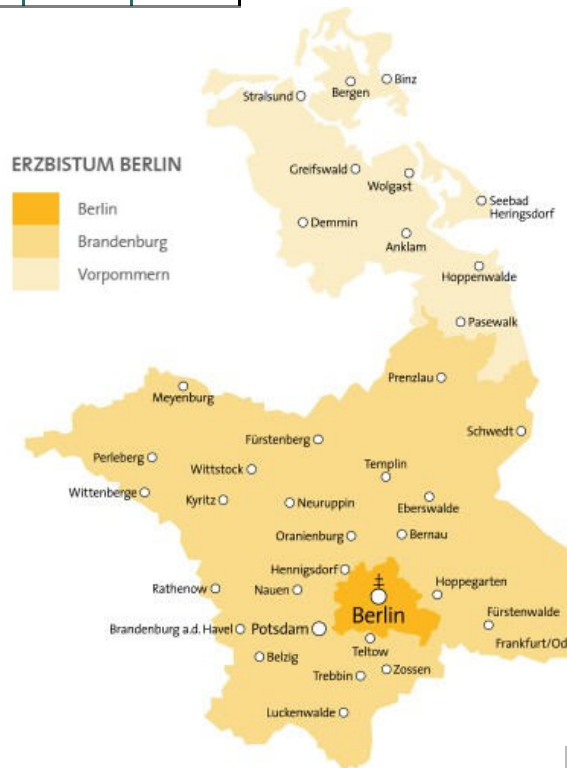 Binz
Bergen
Stralsund
ERZBISTUM BERLIN
Greifswald
Wolgast
Seebad
Heringsdorf
Berlin
Demmin
Anklam
Brandenburg
Vorpommern
Hoppenwalde
Pasewalk
Prenzlau
Meyenburg
Schwedt
Fürstenberg
Perleberg
Wittstock
Templin
Wittenberge
Kyritz
Neuruppin
Eberswalde
Oranienburg
Bernau
Hennigsdorf
Hoppegarten
Rathenow
Nauen
Berlin
Fürstenwalde
Brandenburg a.d. Havel
Potsdam
Frankfurt/Od
Teltow
Belzig
Zossen
Trebbin
Luckenwalde